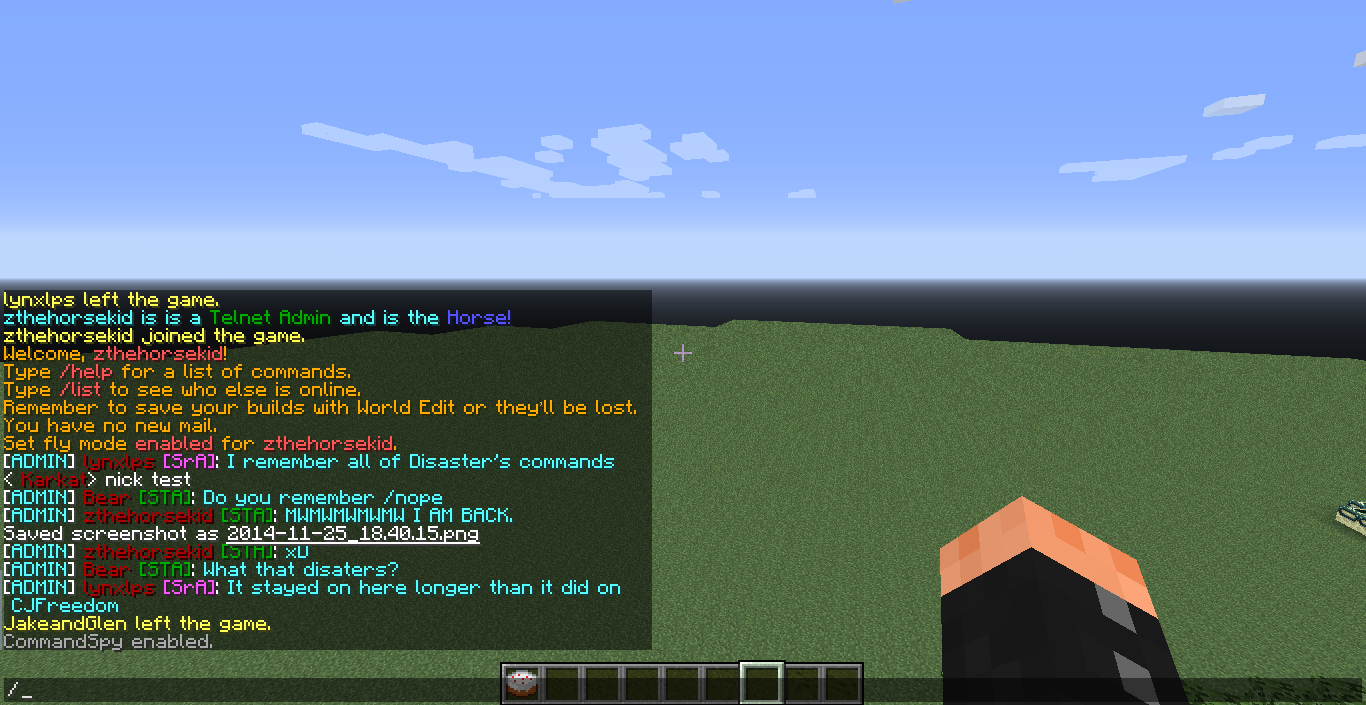 lynxlps left the game.
zthehorsekid is is a Telnet Admin and is the Horse!
zthehorsekid joined the game.
Welcome, zthehorsekid!
Type /help for a list of commands.
Type /list to see who else is online.
Remember to save your builds with World Edit or they'll be lost.
You have no new mail.
Set fly mode enabled for zthehorsekid.
[ADMIN] lynxlps [SrA]: I remember all of Disaster's commands
< Karkat> nick test
[ADMIN] Bear [STA]: Do you remember /nope
[ADMIN] zthehorsekid [STA]: MWMWMWMWMW I AM BACK.
Saved screenshot as 2014-11-25_18.40.15.png
[ADMIN] zthehorsekid [STA]: xD
[ADMIN] Bear [STA]: What that disaters?
[ADMIN] lynxlps [SrA]: It stayed on here longer than it did on
CJFreedom
JakeandGlen left the game.
CommandSpy enabled.
/_